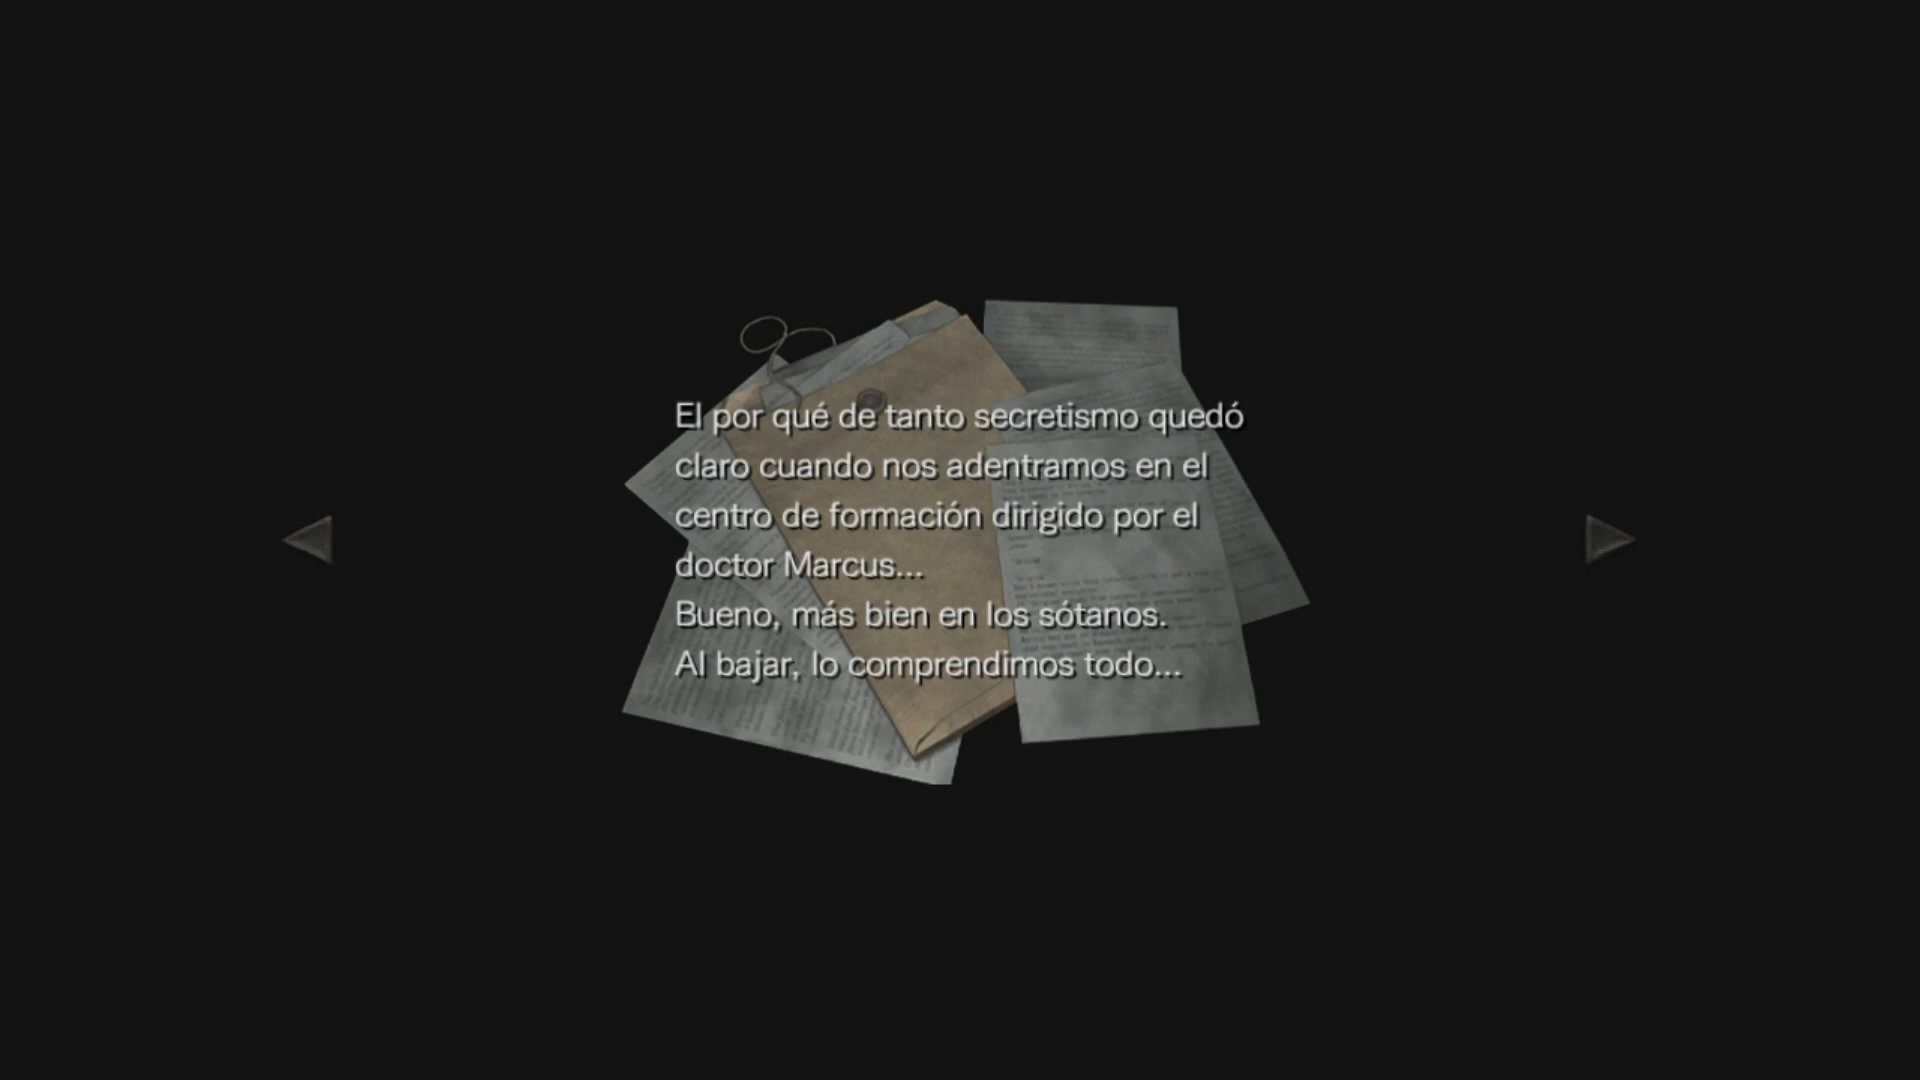 El por qué de tanto secretismo quedó
claro cuando nos adentramos en el
centro de formación dirigido por el
doctor Marcus...
Bueno, más bien en los sótanos.
Al bajar, lo comprendimos todo...